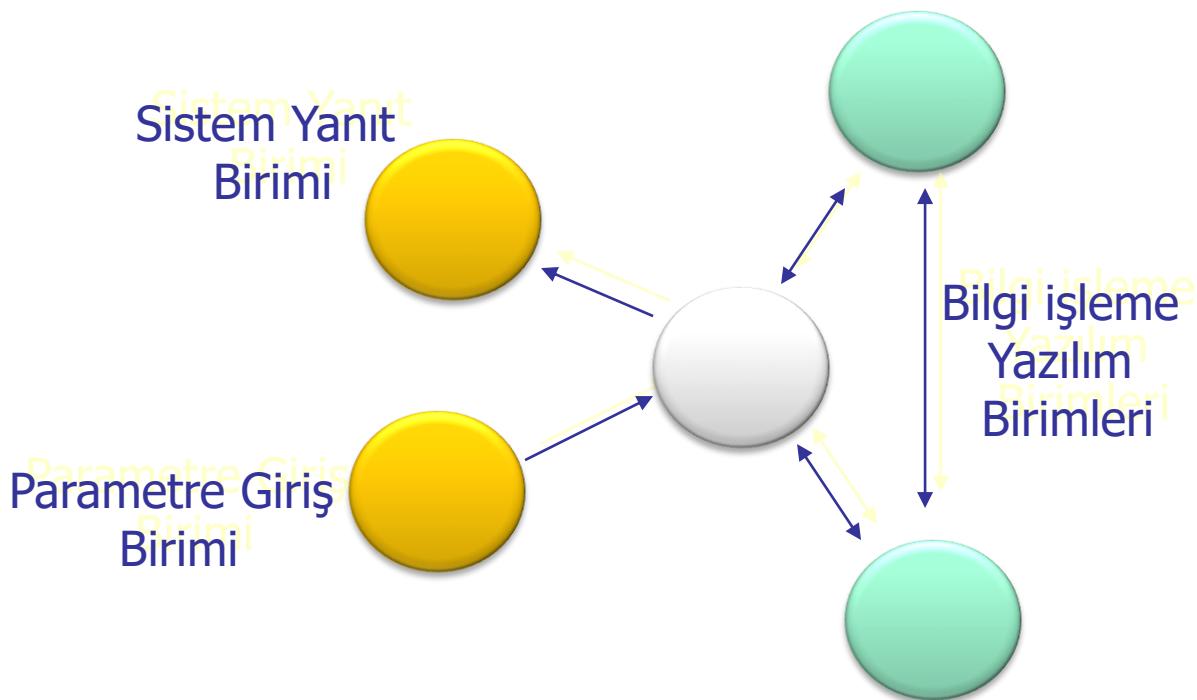 Sistem Yanıt
Birimi
Bilgi işleme
Yazılım
Birimleri
Parametre Giriş
Birimi